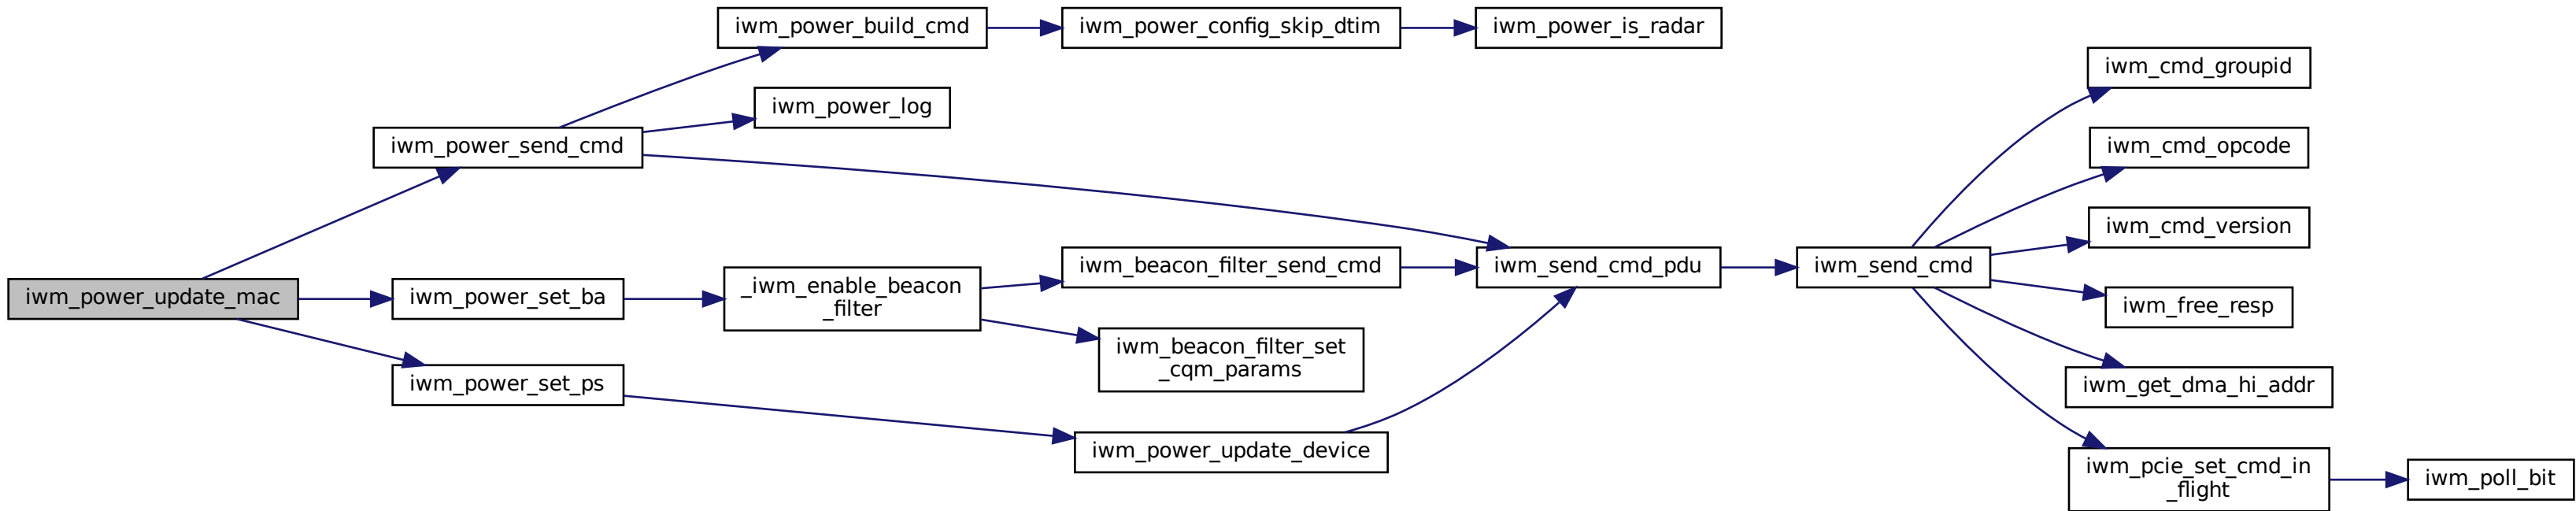 iwm_power_update_mac
iwm_power_send_cmd
iwm_power_set_ba
iwm_power_set_ps
iwm_power_build_cmd
iwm_power_log
_iwm_enable_beacon
_filter
iwm_power_config_skip_dtim
iwm_beacon_filter_send_cmd
iwm_beacon_filter_set
_cqm_params
iwm_power_update_device
iwm_power_is_radar
iwm_send_cmd_pdu
iwm_send_cmd
iwm_cmd_groupid
iwm_cmd_opcode
iwm_cmd_version
iwm_free_resp
iwm_get_dma_hi_addr
iwm_pcie_set_cmd_in
_flight
iwm_poll_bit